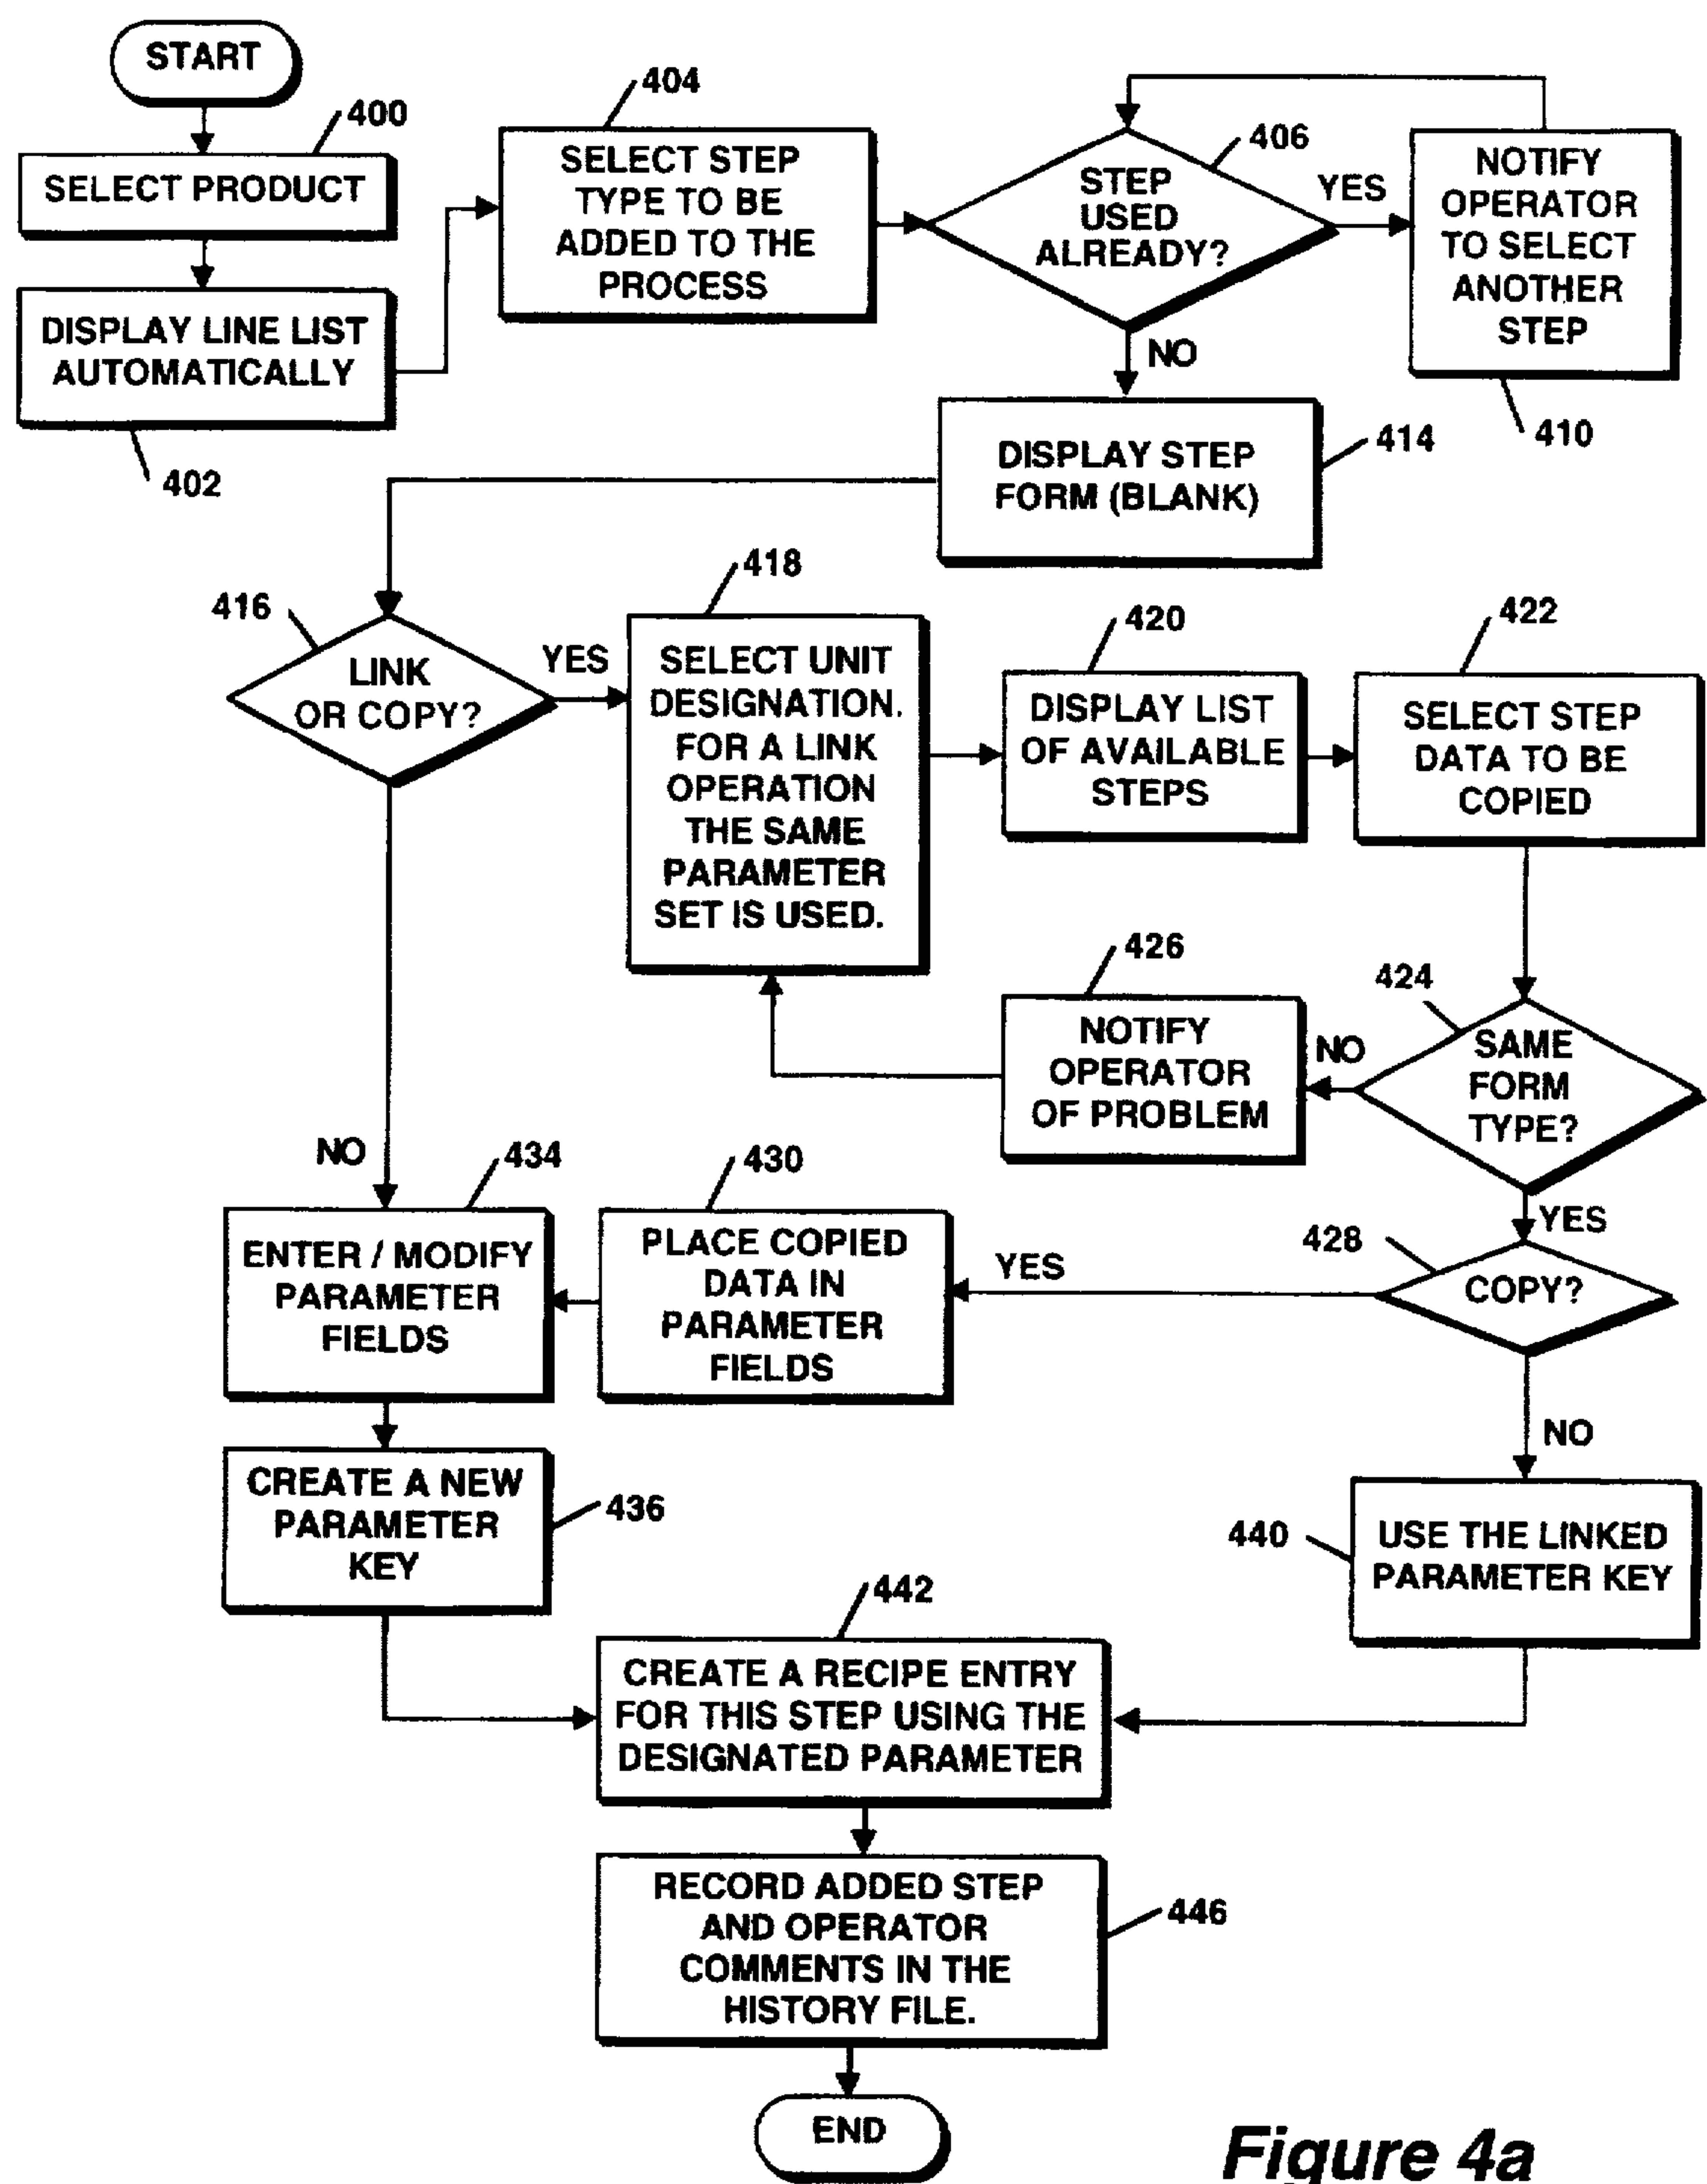 START
400
SELECT PRODUCT
DISPLAY LINE LIST
AUTOMATICALLY
402
404
SELECT STEP
TYPE TO BE
ADDED TO THE
PROCESS
406
STEP
USED
ALREADY?
YES
NO
NOTIFY
OPERATOR
TO SELECT
ANOTHER
STEP
410
DISPLAY STEP
FORM (BLANK)
414
416
LINK
OR COPY?
YES
NO
418
SELECT UNIT
DESIGNATION.
FOR A LINK
OPERATION
THE SAME
PARAMETER
SET IS USED.
420
DISPLAY LIST
OF AVAILABLE
STEPS
422
SELECT STEP
DATA TO BE
COPIED
424
SAME
FORM
TYPE?
NO
YES
426
NOTIFY
OPERATOR
OF PROBLEM
428
COPY?
YES
NO
430
PLACE COPIED
DATA IN
PARAMETER
FIELDS
434
ENTER / MODIFY
PARAMETER
FIELDS
CREATE A NEW
PARAMETER
KEY
436
440
USE THE LINKED
PARAMETER KEY
442
CREATE A RECIPE ENTRY
FOR THIS STEP USING THE
DESIGNATED PARAMETER
RECORD ADDED STEP
AND OPERATOR
COMMENTS IN THE
HISTORY FILE.
446
END
Figure 4a